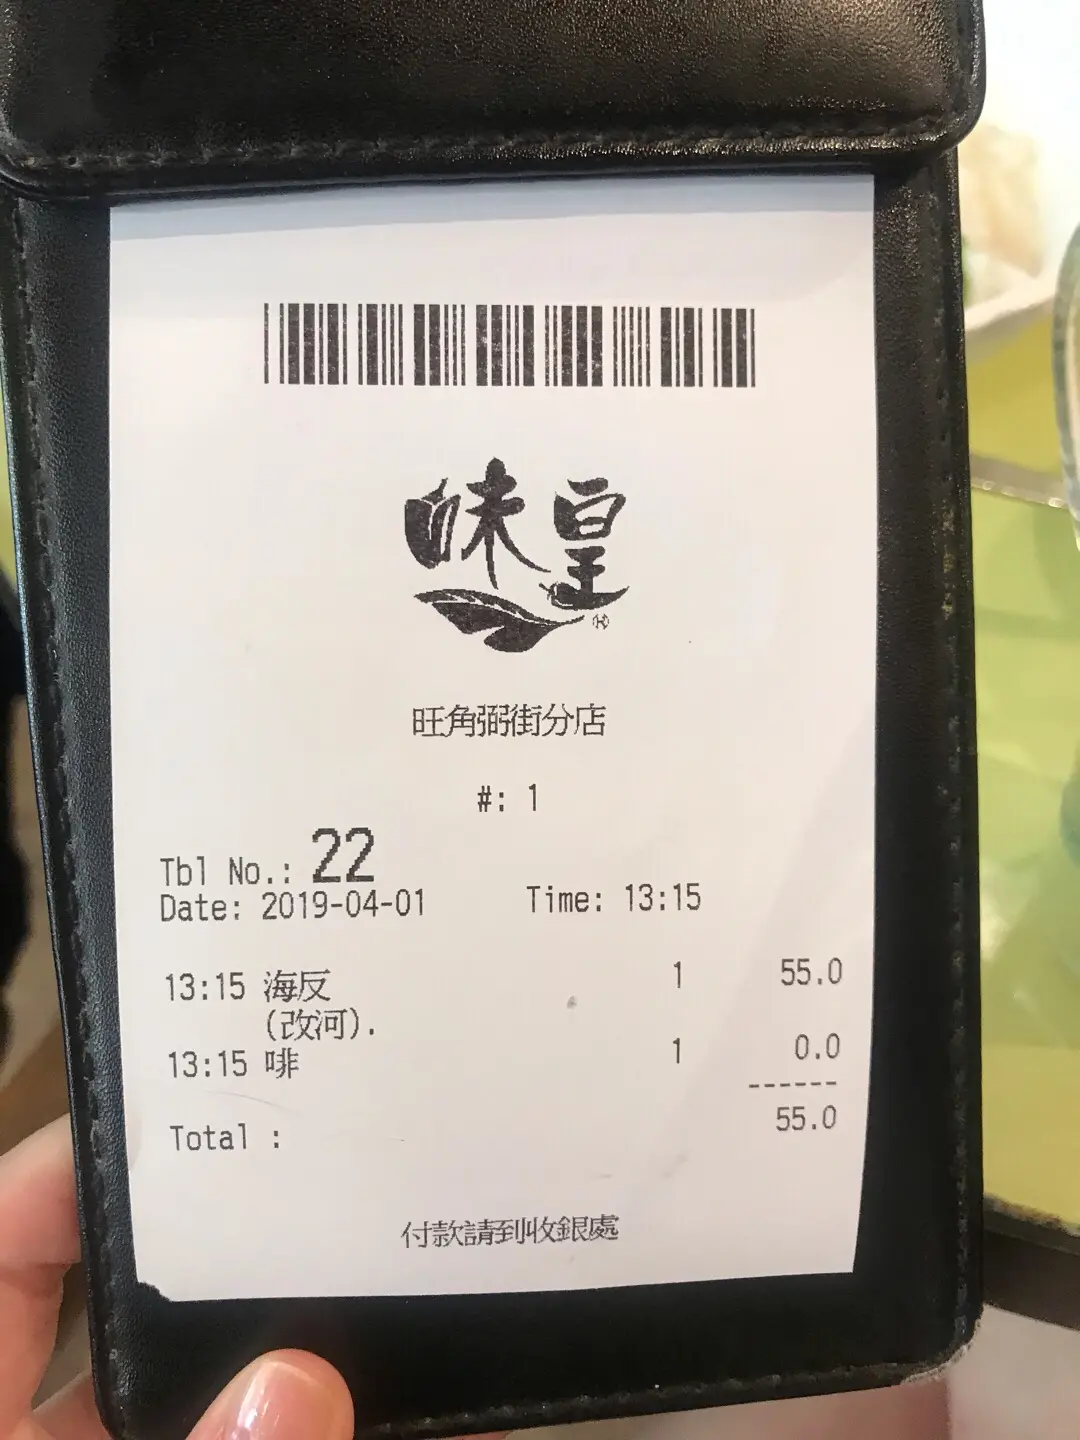 味皇
旺角弼街分店
#: 1
Tbl No.: 22
Date: 2019-04-01 Time: 13:15
13:15 海反 1 55.0
(改河).
13:15 啡 1 0.0
------
Total : 55.0
付款請到收銀處